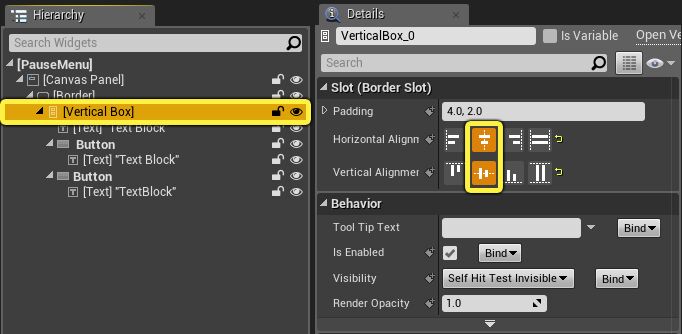 Hierarchy
Search Widgets
[PauseMenu]
[Canvas Panel]
[Border]
[Vertical Box]
[Text] "Text Block"
Button
[Text] "Text Block"
Button
[Text] "TextBlock"
Details
VerticalBox_0
Is Variable
Open Ve
Search
Slot (Border Slot)
Padding
4.0, 2.0
Horizontal Alignm
Vertical Alignmen
Behavior
Tool Tip Text
Bind
Is Enabled
Bind
Visibility
Self Hit Test Invisible
Bind
Render Opacity
1.0